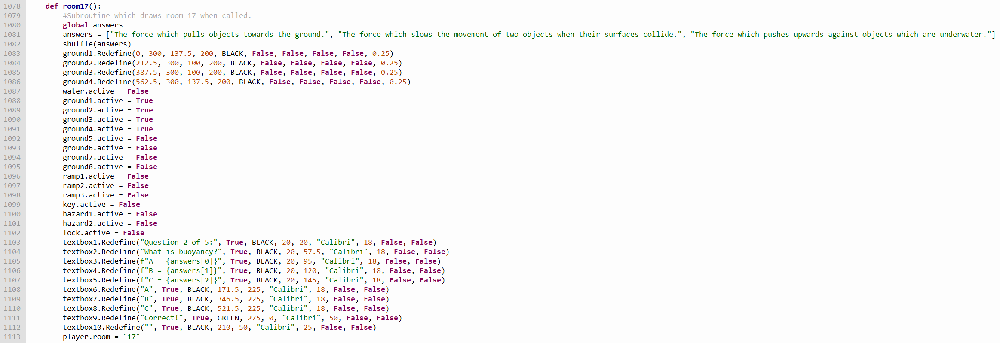 1078 def room17():
1079 #Subroutine which draws room 17 when called.
1080 global answers
1081 answers = ["The force which pulls objects towards the ground.", "The force which slows the movement of two objects when their surfaces collide.", "The force which pushes upwards against objects which are underwater."]
1082 shuffle(answers)
1083 ground1.Redefine(0, 300, 137.5, 200, BLACK, False, False, False, False, 0.25)
1084 ground2.Redefine(212.5, 300, 100, 200, BLACK, False, False, False, False, 0.25)
1085 ground3.Redefine(387.5, 300, 100, 200, BLACK, False, False, False, False, 0.25)
1086 ground4.Redefine(562.5, 300, 137.5, 200, BLACK, False, False, False, False, 0.25)
1087 water.active = False
1088 ground1.active = True
1089 ground2.active = True
1090 ground3.active = True
1091 ground4.active = True
1092 ground5.active = False
1093 ground6.active = False
1094 ground7.active = False
1095 ground8.active = False
1096 ramp1.active = False
1097 ramp2.active = False
1098 ramp3.active = False
1099 key.active = False
1100 hazard1.active = False
1101 hazard2.active = False
1102 lock.active = False
1103 textbox1.Redefine("Question 2 of 5:", True, BLACK, 20, 20, "Calibri", 18, False, False)
1104 textbox2.Redefine("What is buoyancy?", True, BLACK, 20, 57.5, "Calibri", 18, False, False)
1105 textbox3.Redefine(f"A = {answers[0]}", True, BLACK, 20, 95, "Calibri", 18, False, False)
1106 textbox4.Redefine(f"B = {answers[1]}", True, BLACK, 20, 120, "Calibri", 18, False, False)
1107 textbox5.Redefine(f"C = {answers[2]}", True, BLACK, 20, 145, "Calibri", 18, False, False)
1108 textbox6.Redefine("A", True, BLACK, 171.5, 225, "Calibri", 18, False, False)
1109 textbox7.Redefine("B", True, BLACK, 346.5, 225, "Calibri", 18, False, False)
1110 textbox8.Redefine("C", True, BLACK, 521.5, 225, "Calibri", 18, False, False)
1111 textbox9.Redefine("Correct!", True, GREEN, 275, 0, "Calibri", 50, False, False)
1112 textbox10.Redefine("", True, BLACK, 210, 50, "Calibri", 25, False, False)
1113 player.room = "17"